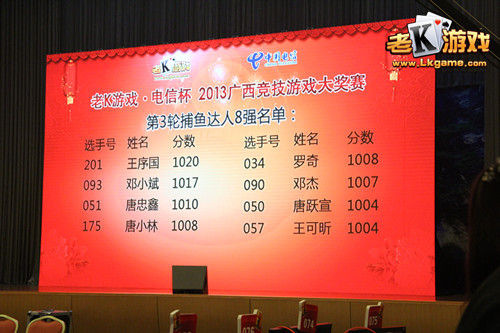 老K游戏
www.Lkgame.com
老K游戏
中国电信
老K游戏·电信杯 2013广西竞技游戏大奖赛
第3轮捕鱼达人8强名单：
选手号 姓名 分数 选手号 姓名 分数
201 王序国 1020 034 罗奇 1008
093 邓小斌 1017 090 邓杰 1007
051 唐忠鑫 1010 050 唐跃宣 1004
175 唐小林 1008 057 王可昕 1004
074
075
076